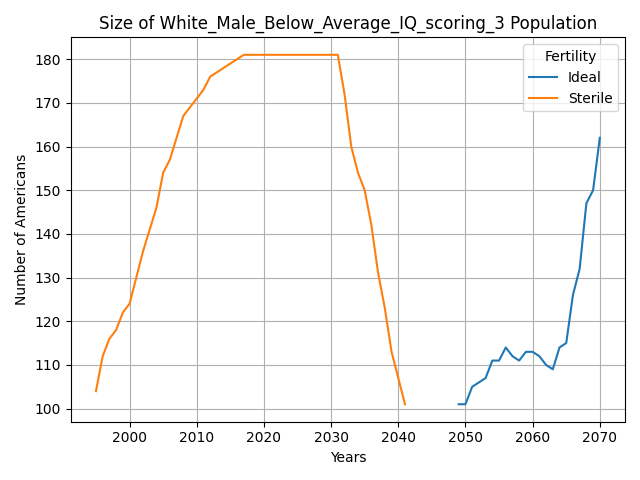 Size of White_Male_Below_Average_IQ_scoring_3 Population
Number of Americans
180
170
160
150
140
130
120
110
100
Fertility
Ideal
Sterile
2000 2010 2020 2030 2040 2050 2060 2070
Years